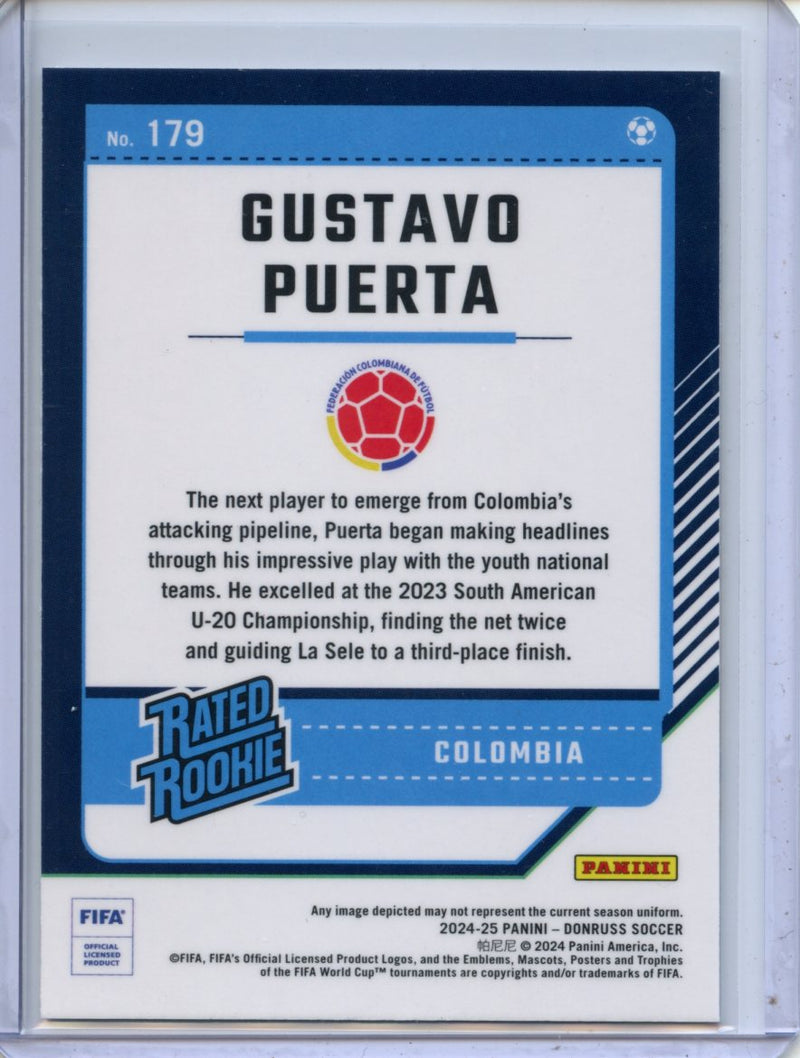 No. 179
GUSTAVO
PUERTA
FEDERACIÓN COLOMBIANA DE FÚTBOL
The next player to emerge from Colombia's
attacking pipeline, Puerta began making headlines
through his impressive play with the youth national
teams. He excelled at the 2023 South American
U-20 Championship, finding the net twice
and guiding La Sele to a third-place finish.
RATED
ROOKIE
COLOMBIA
PANINI
FIFA®
OFFICIAL
LICENSED
PRODUCT
Any image depicted may not represent the current season uniform.
2024-25 PANINI – DONRUSS SOCCER
帕尼尼 © 2024 Panini America, Inc.
©FIFA, FIFA's Official Licensed Product Logos, and the Emblems, Mascots, Posters and Trophies
of the FIFA World Cup™ tournaments are copyrights and/or trademarks of FIFA.